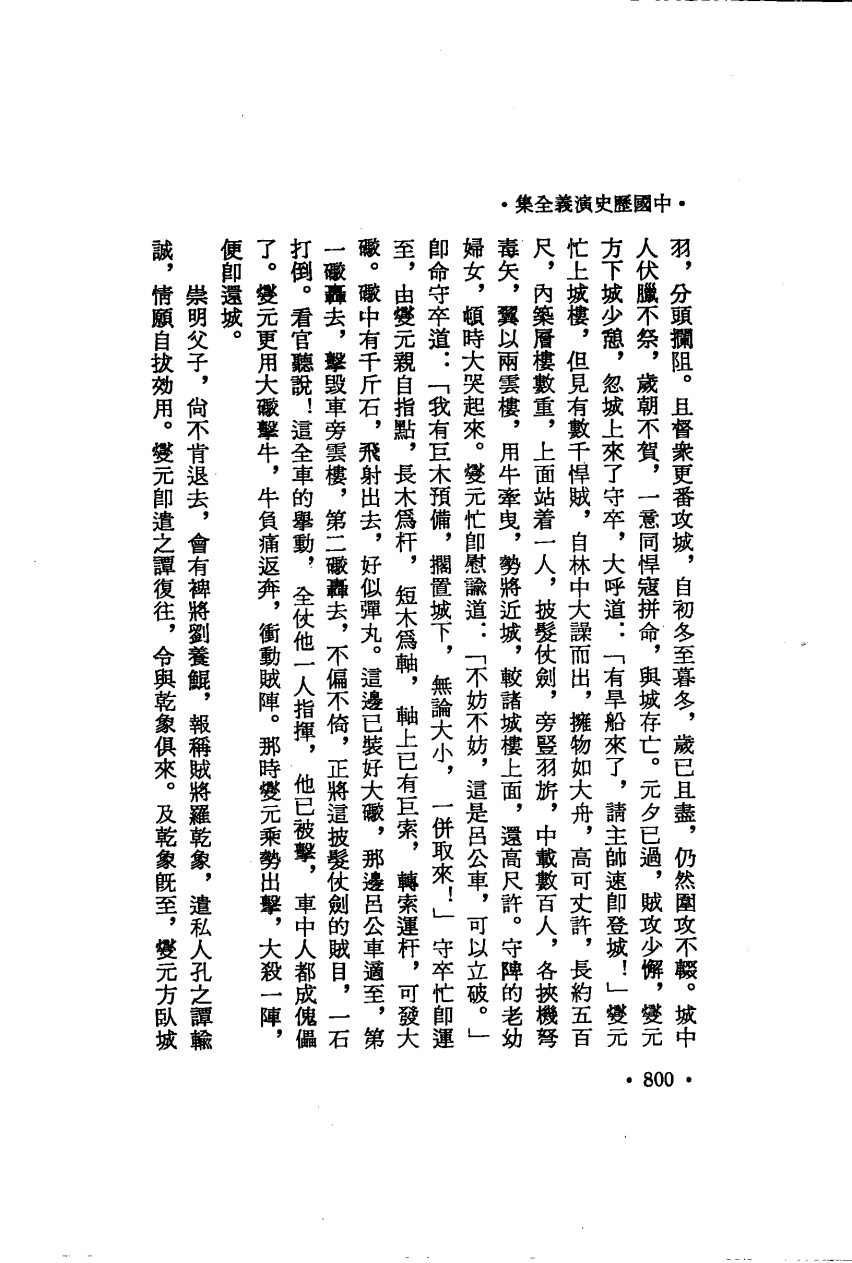 •中國歷史演義全集•
羽，分頭攔阻。且督衆更番攻城，自初冬至暮冬，歲已且盡，仍然圍攻不輟。城中
人伏臘不祭，歲朝不賀，一意同悍寇拼命，與城存亡。元夕已過，賊攻少懈，燮元
方下城少憩，忽城上來了守卒，大呼道：「有旱船來了，請主帥速卽登城！」燮元
忙上城樓，但見有數千悍賊，自林中大譟而出，擁物如大舟，高可丈許，長約五百
尺，內築層樓數重，上面站着一人，披髮仗劍，旁豎羽旂，中載數百人，各挾機弩
毒矢，翼以兩雲樓，用牛牽曳，勢將近城，較諸城樓上面，還高尺許。守陴的老幼
婦女，頓時大哭起來。燮元忙卽慰諭道：「不妨不妨，這是呂公車，可以立破。」
卽命守卒道：「我有巨木預備，擱置城下，無論大小，一併取來！」守卒忙卽運
至，由燮元親自指點，長木爲杆，短木爲軸，軸上已有巨索，轉索運杆，可發大
礮。礮中有千斤石，飛射出去，好似彈丸。這邊已裝好大礮，那邊呂公車適至，第
一礮轟去，擊毀車旁雲樓，第二礮轟去，不偏不倚，正將這披髮仗劍的賊目，一石
打倒。看官聽說！這全車的舉動，全仗他一人指揮，他已被擊，車中人都成傀儡
了。燮元更用大礮擊牛，牛負痛返奔，衝動賊陣。那時燮元乘勢出擊，大殺一陣，
便卽還城。
崇明父子，尙不肯退去，會有裨將劉養鯤，報稱賊將羅乾象，遣私人孔之譚輸
誠，情願自拔効用。燮元卽遣之譚復往，令與乾象俱來。及乾象旣至，燮元方臥城
•800•